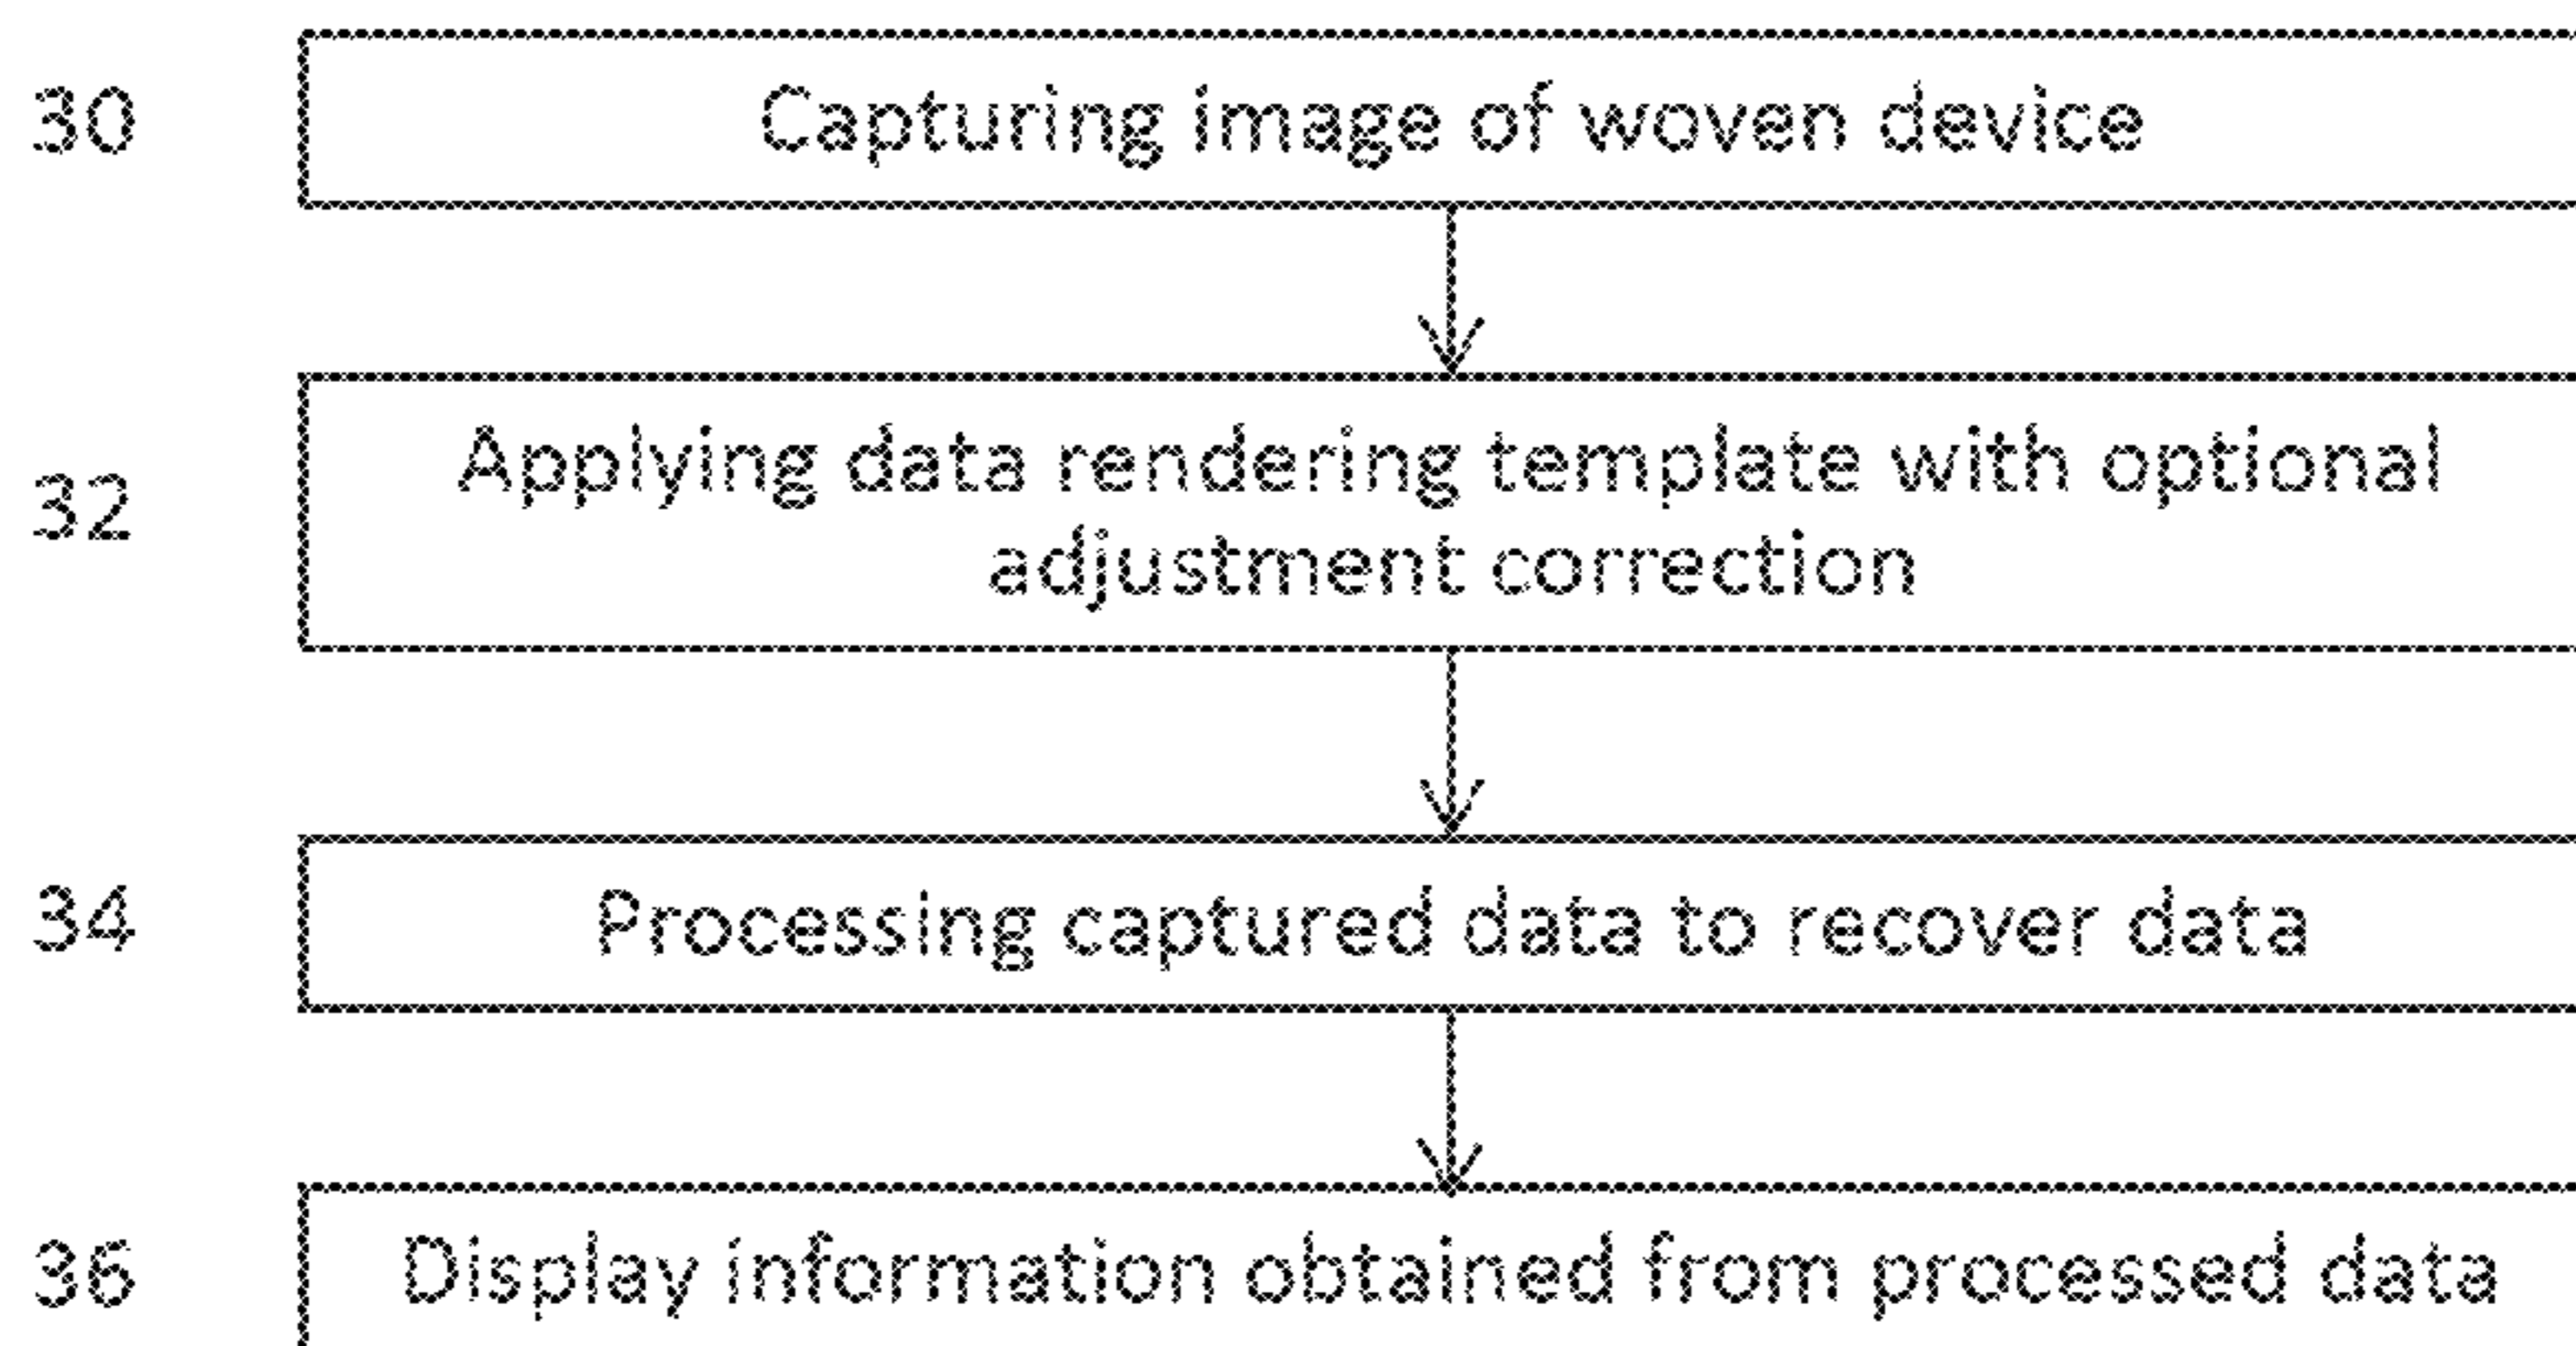 30
Capturing image of woven device
32
Applying data rendering template with optional
adjustment correction
34
Processing captured data to recover data
36
Display information obtained from processed data